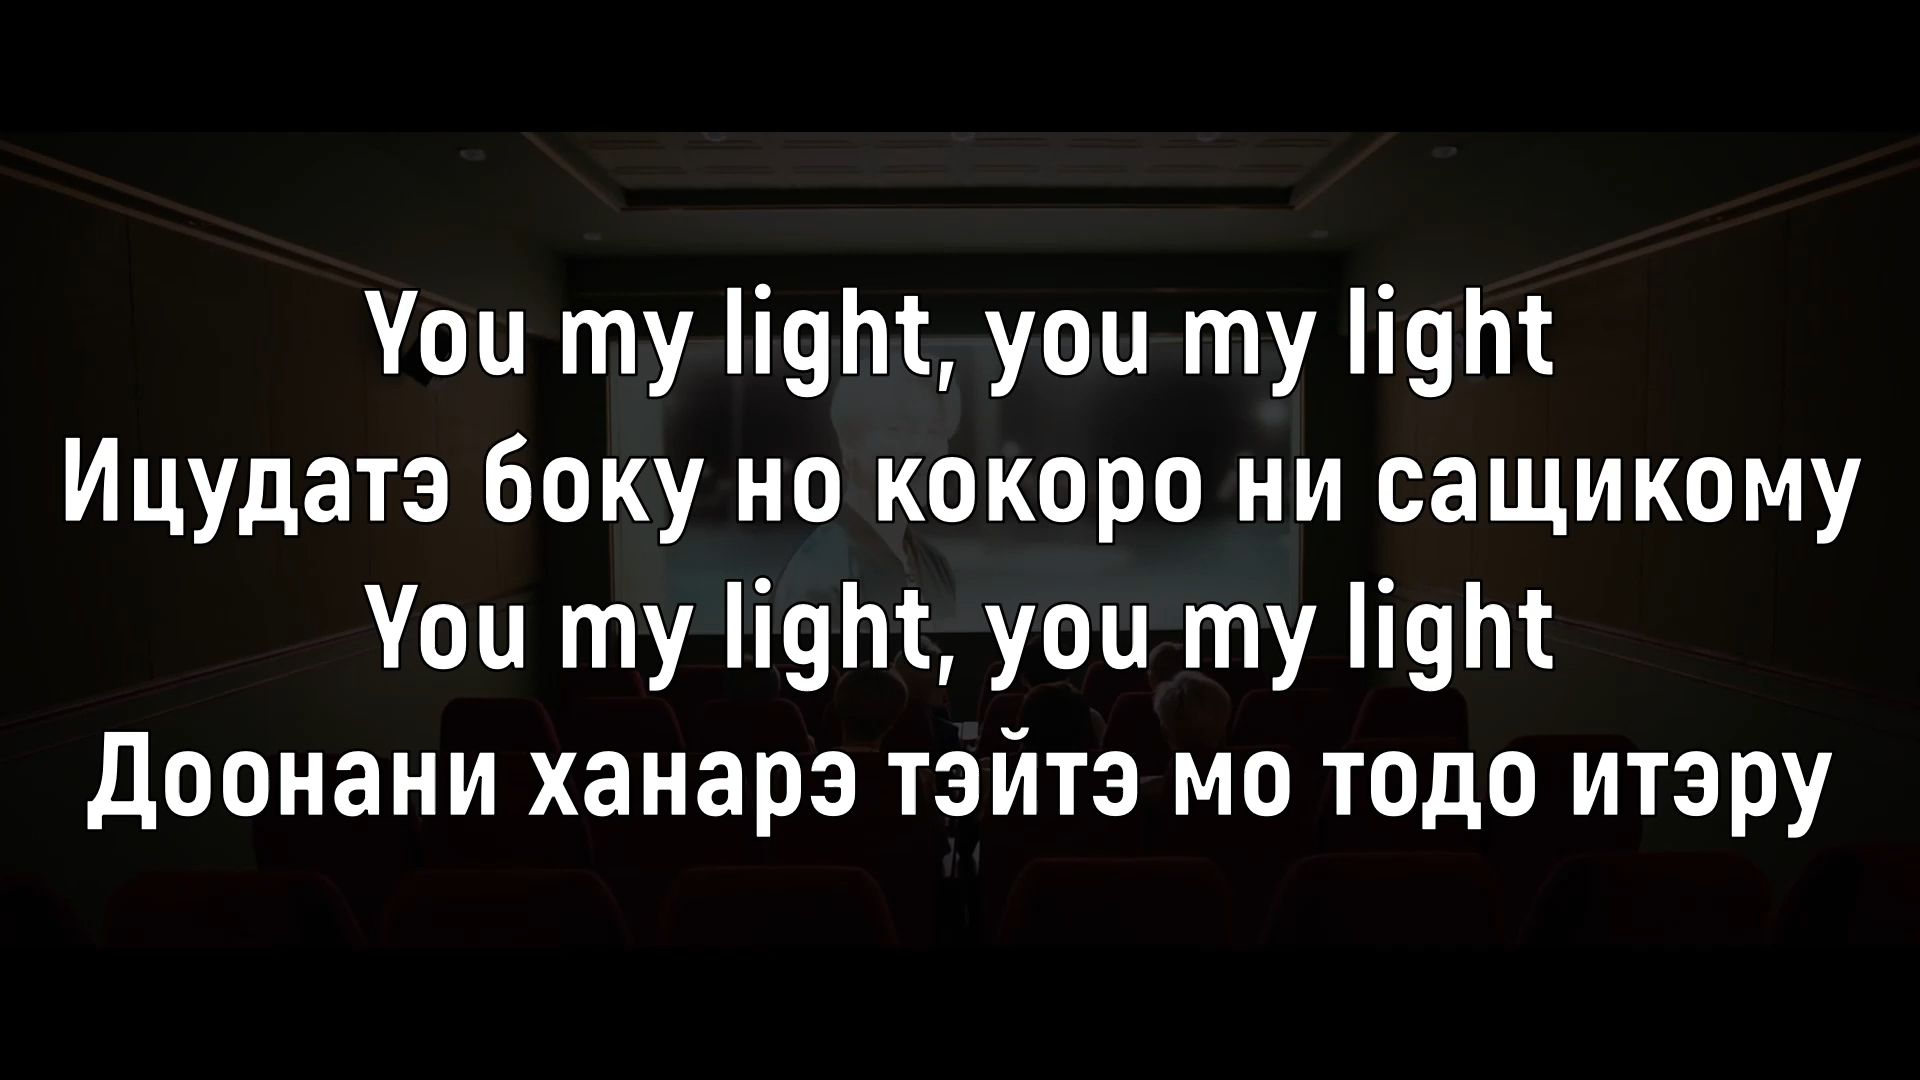 You my light, you my light
Ицудатэ боку но кокоро ни сащикому
You my light, you my light
Доонани ханарэ тэйтэ мо тодо итэру